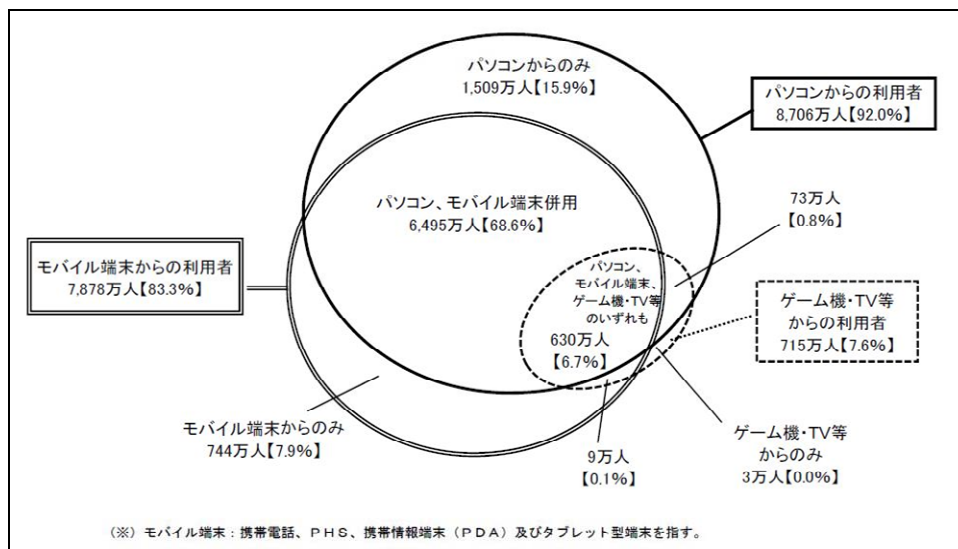 パソコンからのみ
1,509万人【15.9%】
パソコンからの利用者
8,706万人【92.0%】
パソコン、モバイル端末併用
6,495万人【68.6%】
73万人
【0.8%】
モバイル端末からの利用者
7,878万人【83.3%】
パソコン、
モバイル端末、
ゲーム機・TV等
のいずれも
630万人
【6.7%】
ゲーム機・TV等
からの利用者
715万人【7.6%】
モバイル端末からのみ
744万人【7.9%】
9万人
【0.1%】
ゲーム機・TV等
からのみ
3万人【0.0%】
(※) モバイル端末：携帯電話、PHS、携帯情報端末（PDA）及びタブレット型端末を指す。